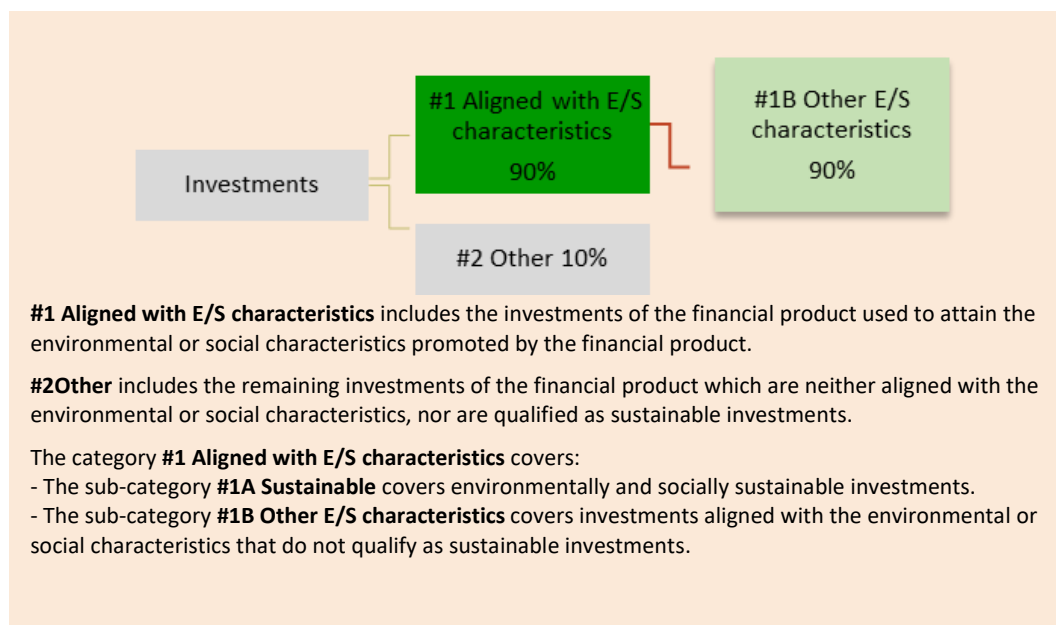 #1 Aligned with E/S
characteristics
90%
#1B Other E/S
characteristics
90%
Investments
#2 Other 10%
#1 Aligned with E/S characteristics includes the investments of the financial product used to attain the
environmental or social characteristics promoted by the financial product.
#2Other includes the remaining investments of the financial product which are neither aligned with the
environmental or social characteristics, nor are qualified as sustainable investments.
The category #1 Aligned with E/S characteristics covers:
- The sub-category #1A Sustainable covers environmentally and socially sustainable investments.
- The sub-category #1B Other E/S characteristics covers investments aligned with the environmental or
social characteristics that do not qualify as sustainable investments.